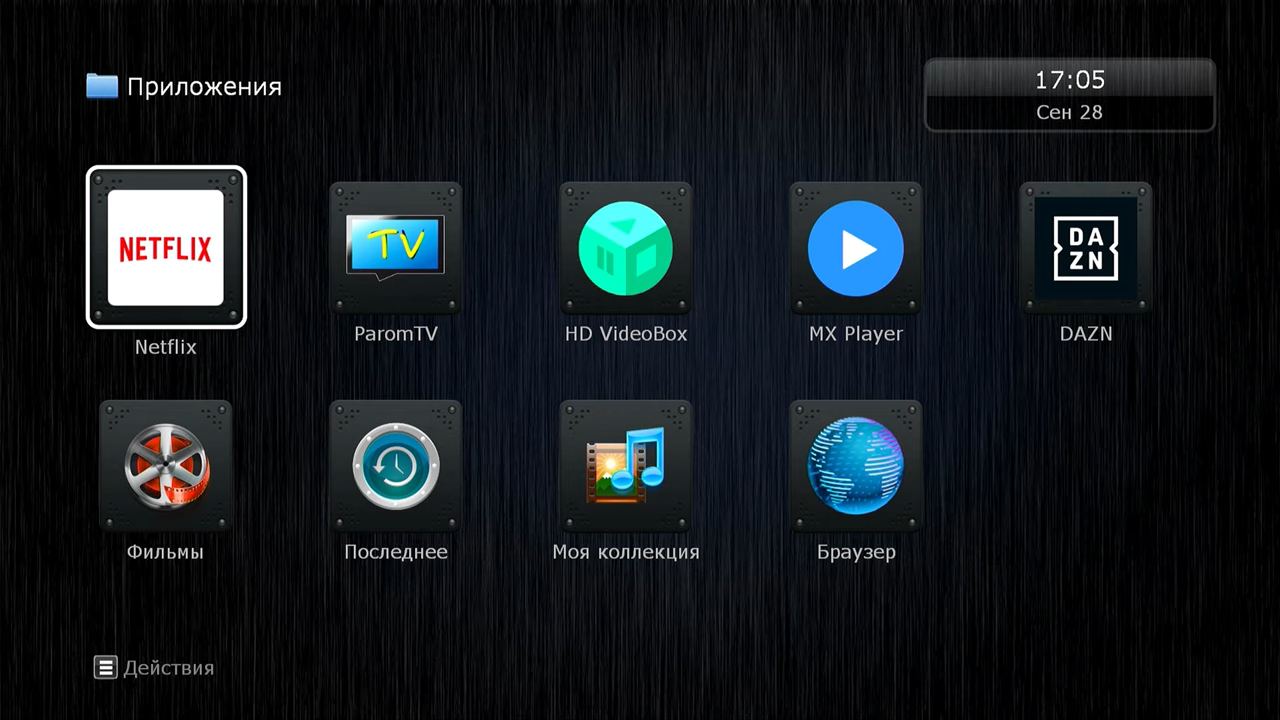 Приложения
17:05
Сен 28
NETFLIX
TV
DA
ZN
Netflix
ParomTV
HD VideoBox
MX Player
DAZN
Фильмы
Последнее
Моя коллекция
Браузер
Действия